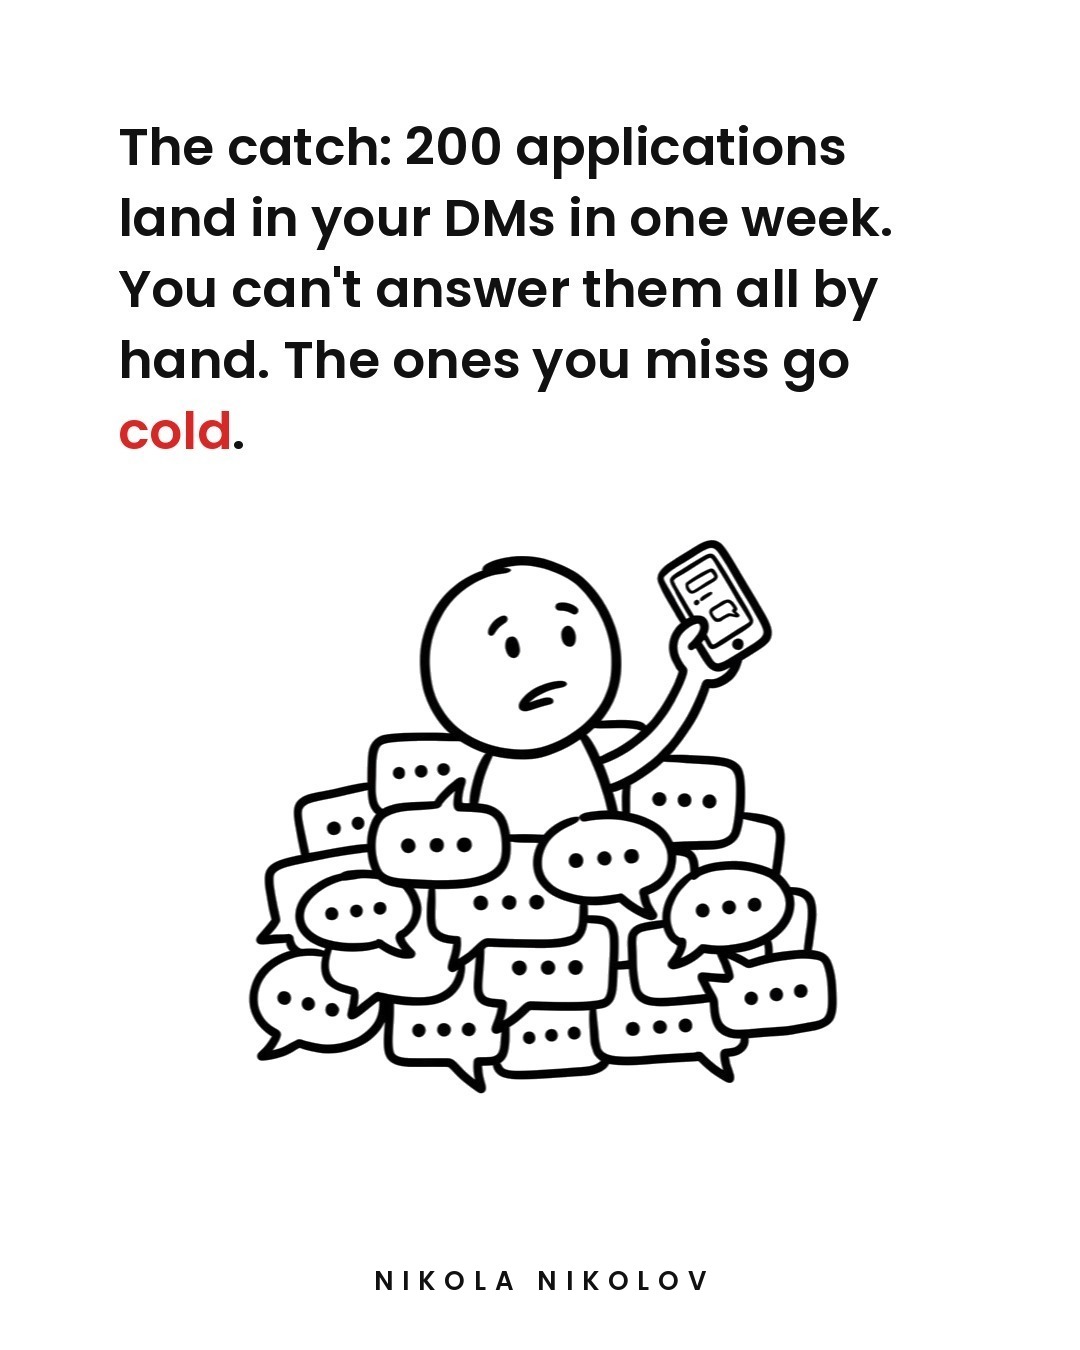 The catch: 200 applications
land in your DMs in one week.
You can't answer them all by
hand. The ones you miss go
cold.
NIKOLA NIKOLOV